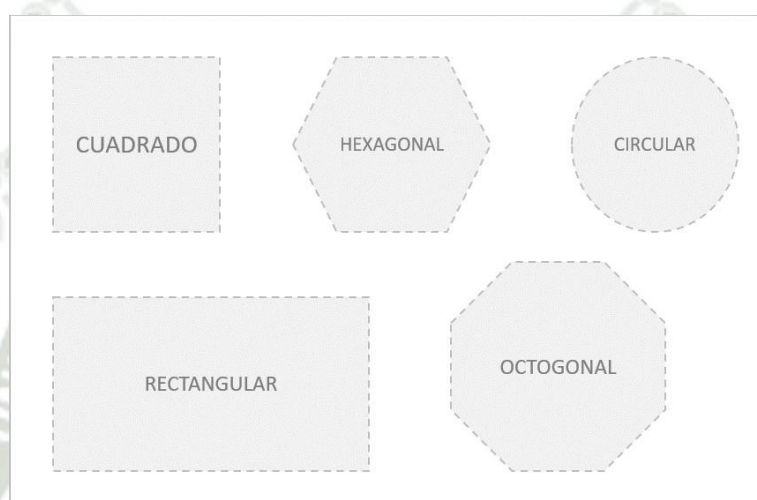 CUADRADO
HEXAGONAL
CIRCULAR
RECTANGULAR
OCTOGONAL